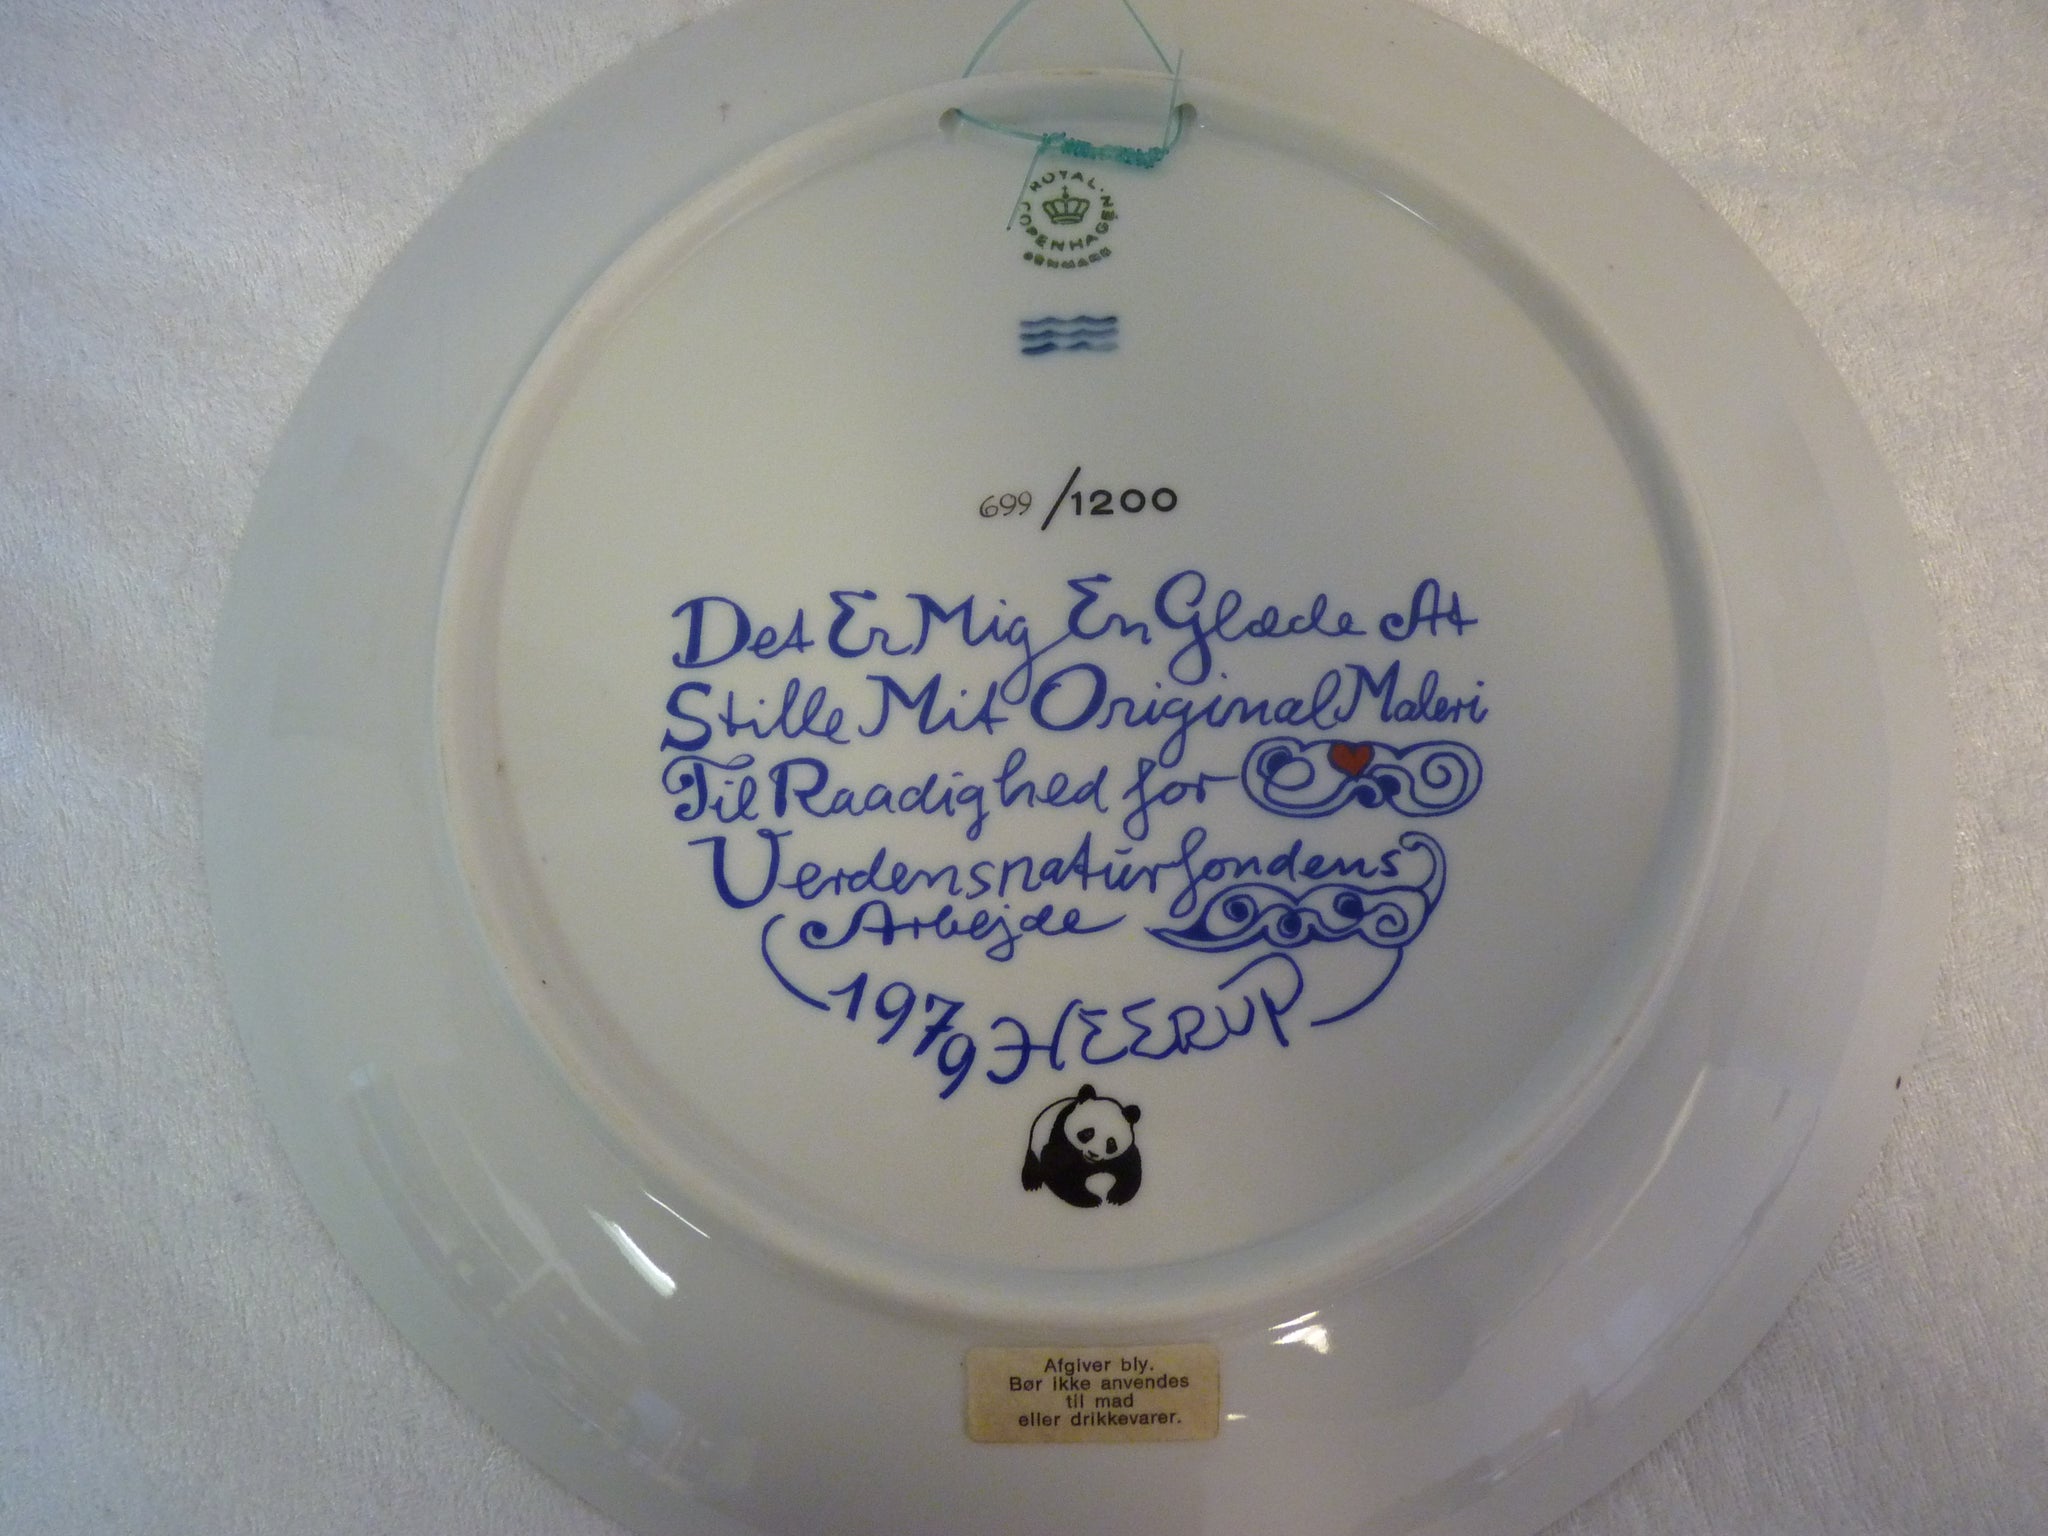 ROYAL COPENHAGEN
DENMARK
699/1200
Det Er Mig En Glæde At
Stille Mit Original Maleri
Til Raadighed for
Verdensnaturfondens
Arbejde
1979 HEERUP
Afgiver bly.
Bør ikke anvendes
til mad
eller drikkevarer.